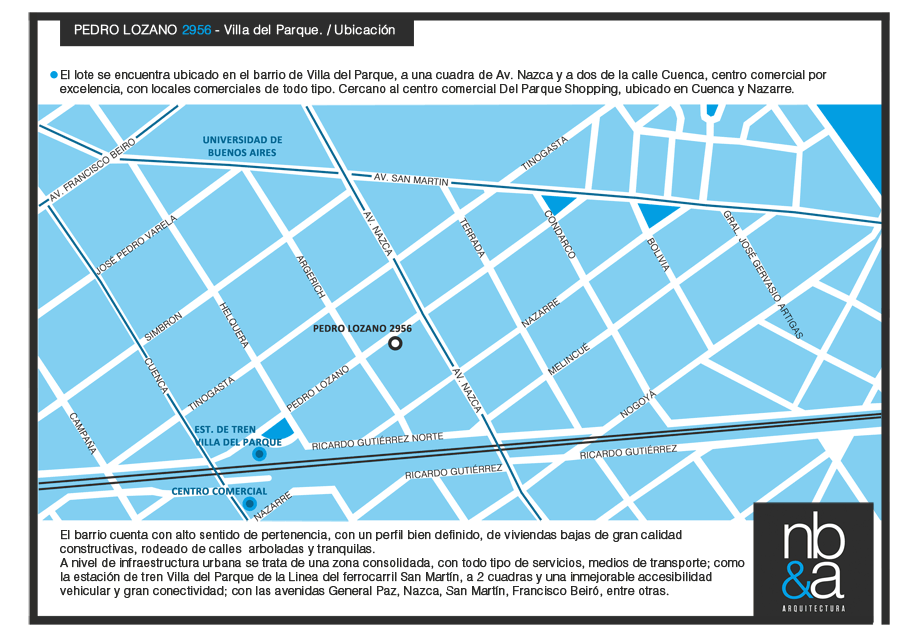 PEDRO LOZANO 2956 - Villa del Parque. / Ubicación
El lote se encuentra ubicado en el barrio de Villa del Parque, a una cuadra de Av. Nazca y a dos de la calle Cuenca, centro comercial por
excelencia, con locales comerciales de todo tipo. Cercano al centro comercial Del Parque Shopping, ubicado en Cuenca y Nazarre.
UNIVERSIDAD DE
BUENOS AIRES
AV. FRANCISCO BEIRO
TINOGASTA
AV. SAN MARTIN
JOSÉ PEDRO VARELA
AV. NAZCA
TERRADA
CONDARCO
BOLIVIA
GRAL. JOSÉ GERVASIO ARTIGAS
ARGERICH
HELQUERA
SIMBRON
NAZARRE
PEDRO LOZANO 2956
CUENCA
TINOGASTA
PEDRO LOZANO
AV. NAZCA
MELINCUÉ
NOGOYÁ
CAMPANA
EST. DE TREN
VILLA DEL PARQUE
RICARDO GUTIÉRREZ NORTE
RICARDO GUTIÉRREZ
RICARDO GUTIÉRREZ
CENTRO COMERCIAL
NAZARRE
El barrio cuenta con alto sentido de pertenencia, con un perfil bien definido, de viviendas bajas de gran calidad
constructivas, rodeado de calles arboladas y tranquilas.
A nivel de infraestructura urbana se trata de una zona consolidada, con todo tipo de servicios, medios de transporte; como
la estación de tren Villa del Parque de la Linea del ferrocarril San Martín, a 2 cuadras y una inmejorable accesibilidad
vehicular y gran conectividad; con las avenidas General Paz, Nazca, San Martín, Francisco Beiró, entre otras.
nb
&a
ARQUITECTURA